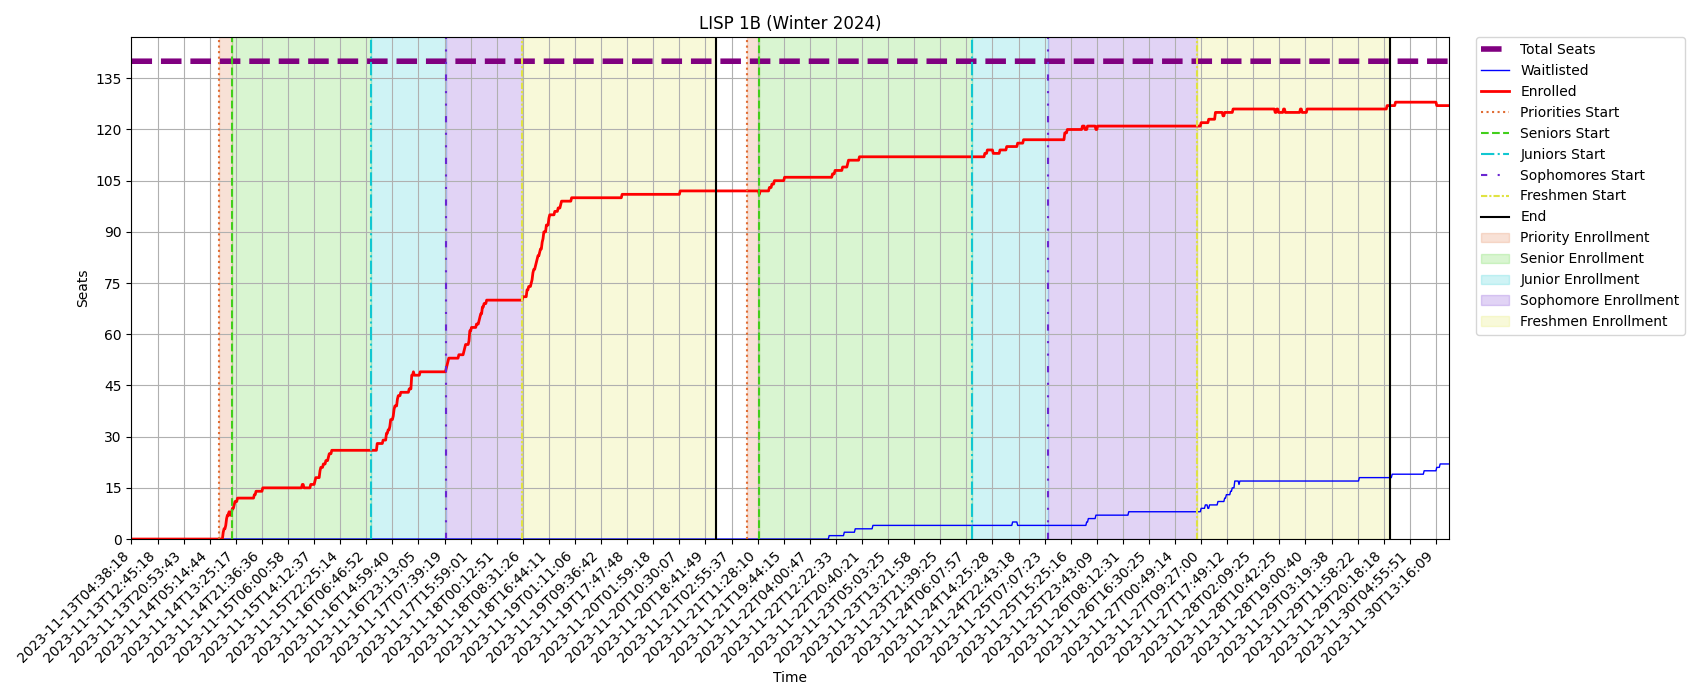 LISP 1B (Winter 2024)
Seats
135
120
105
90
75
60
45
30
15
0
2023-11-13T04:38:18
2023-11-13T12:45:18
2023-11-13T20:53:43
2023-11-14T05:14:44
2023-11-14T13:25:17
2023-11-14T21:36:36
2023-11-15T06:00:58
2023-11-15T14:12:37
2023-11-15T22:25:14
2023-11-16T06:46:52
2023-11-16T14:59:40
2023-11-16T23:13:05
2023-11-17T07:39:19
2023-11-17T15:59:01
2023-11-18T00:12:51
2023-11-18T08:31:26
2023-11-18T16:44:11
2023-11-19T01:11:06
2023-11-19T09:36:42
2023-11-19T17:47:48
2023-11-20T01:59:18
2023-11-20T10:30:07
2023-11-20T18:41:49
2023-11-21T02:55:37
2023-11-21T11:28:10
2023-11-21T19:44:15
2023-11-22T04:00:47
2023-11-22T12:22:33
2023-11-22T20:40:21
2023-11-23T05:03:25
2023-11-23T13:21:58
2023-11-23T21:39:25
2023-11-24T06:07:57
2023-11-24T14:25:28
2023-11-24T22:43:18
2023-11-25T07:07:23
2023-11-25T15:25:16
2023-11-25T23:43:09
2023-11-26T08:12:31
2023-11-26T16:30:25
2023-11-27T00:49:14
2023-11-27T09:27:00
2023-11-27T17:49:12
2023-11-28T02:09:25
2023-11-28T10:42:25
2023-11-28T19:00:40
2023-11-29T03:19:38
2023-11-29T11:58:22
2023-11-29T20:18:18
2023-11-30T04:55:51
2023-11-30T13:16:09
Time
Total Seats
Waitlisted
Enrolled
Priorities Start
Seniors Start
Juniors Start
Sophomores Start
Freshmen Start
End
Priority Enrollment
Senior Enrollment
Junior Enrollment
Sophomore Enrollment
Freshmen Enrollment